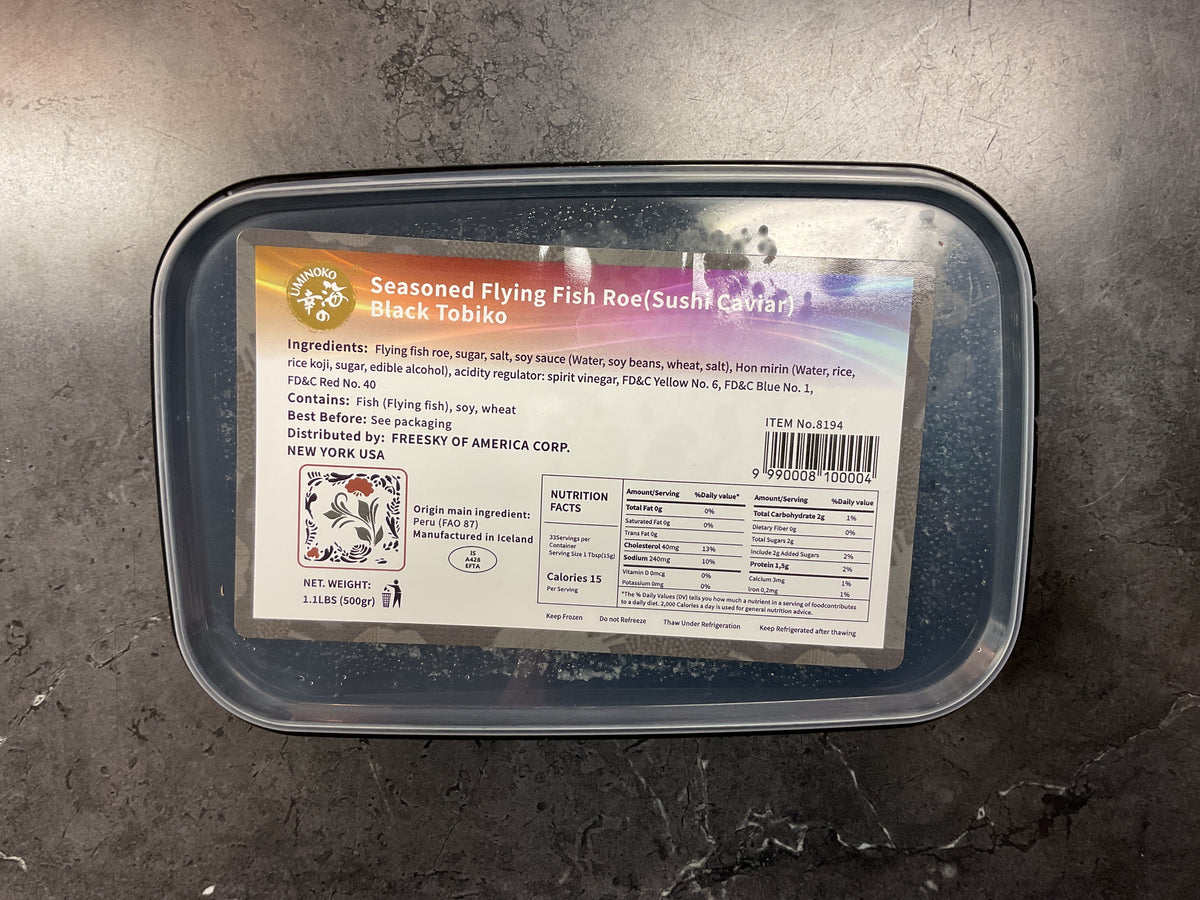 UMINOKO
海の幸
Seasoned Flying Fish Roe(Sushi Caviar)
Black Tobiko
Ingredients: Flying fish roe, sugar, salt, soy sauce (Water, soy beans, wheat, salt), Hon mirin (Water, rice,
rice koji, sugar, edible alcohol), acidity regulator: spirit vinegar, FD&C Yellow No. 6, FD&C Blue No. 1,
FD&C Red No. 40
Contains: Fish (Flying fish), soy, wheat
Best Before: See packaging
Distributed by: FREESKY OF AMERICA CORP.
NEW YORK USA
ITEM No.8194
9 990008 100004
Origin main ingredient:
Peru (FAO 87)
Manufactured in Iceland
IS
A428
EFTA
NET. WEIGHT:
1.1LBS (500gr)
NUTRITION
FACTS
33Servings per
Container
Serving Size 1 Tbsp(15g)
Calories 15
Per Serving
Amount/Serving %Daily value*
Total Fat 0g 0%
Saturated Fat 0g 0%
Trans Fat 0g
Cholesterol 40mg 13%
Sodium 240mg 10%
Vitamin D 0mcg 0%
Potassium 0mg 0%
Amount/Serving %Daily value
Total Carbohydrate 2g 1%
Dietary Fiber 0g 0%
Total Sugars 2g
Include 2g Added Sugars 2%
Protein 1,5g 2%
Calcium 3mg 1%
Iron 0,2mg 1%
*The % Daily Values (DV) tells you how much a nutrient in a serving of foodcontributes
to a daily diet. 2,000 Calories a day is used for general nutrition advice.
Keep Frozen Do not Refreeze Thaw Under Refrigeration Keep Refrigerated after thawing